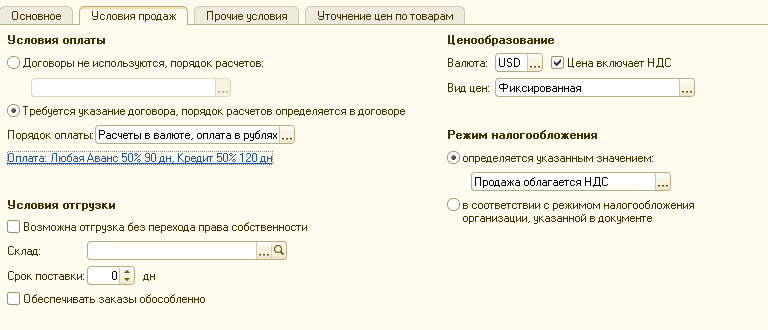 Основное
Условия продаж
Прочие условия
Уточнение цен по товарам
Условия оплаты
Договоры не используются, порядок расчетов:
...
Требуется указание договора, порядок расчетов определяется в договоре
Порядок оплаты: Расчеты в валюте, оплата в рублях ...
Оплата: Любая Аванс 50% 90 дн, Кредит 50% 120 дн
Условия отгрузки
Возможна отгрузка без перехода права собственности
Склад: ...
Срок поставки: 0 дн
Обеспечивать заказы обособленно
Ценообразование
Валюта: USD ... Цена включает НДС
Вид цен: Фиксированная ...
Режим налогообложения
определяется указанным значением:
Продажа облагается НДС ...
в соответствии с режимом налогообложения
организации, указанной в документе